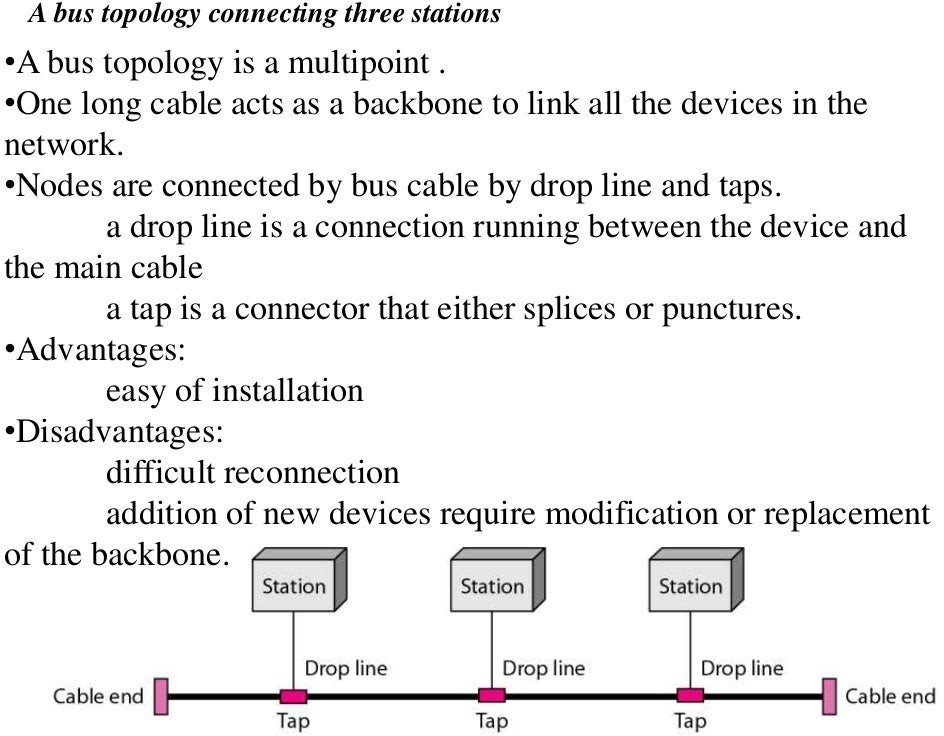 A bus topology connecting three stations
•A bus topology is a multipoint .
•One long cable acts as a backbone to link all the devices in the
network.
•Nodes are connected by bus cable by drop line and taps.
a drop line is a connection running between the device and
the main cable
a tap is a connector that either splices or punctures.
•Advantages:
easy of installation
•Disadvantages:
difficult reconnection
addition of new devices require modification or replacement
of the backbone.
Station Station Station
Drop line Drop line Drop line
Cable end Cable end
Tap Tap Tap